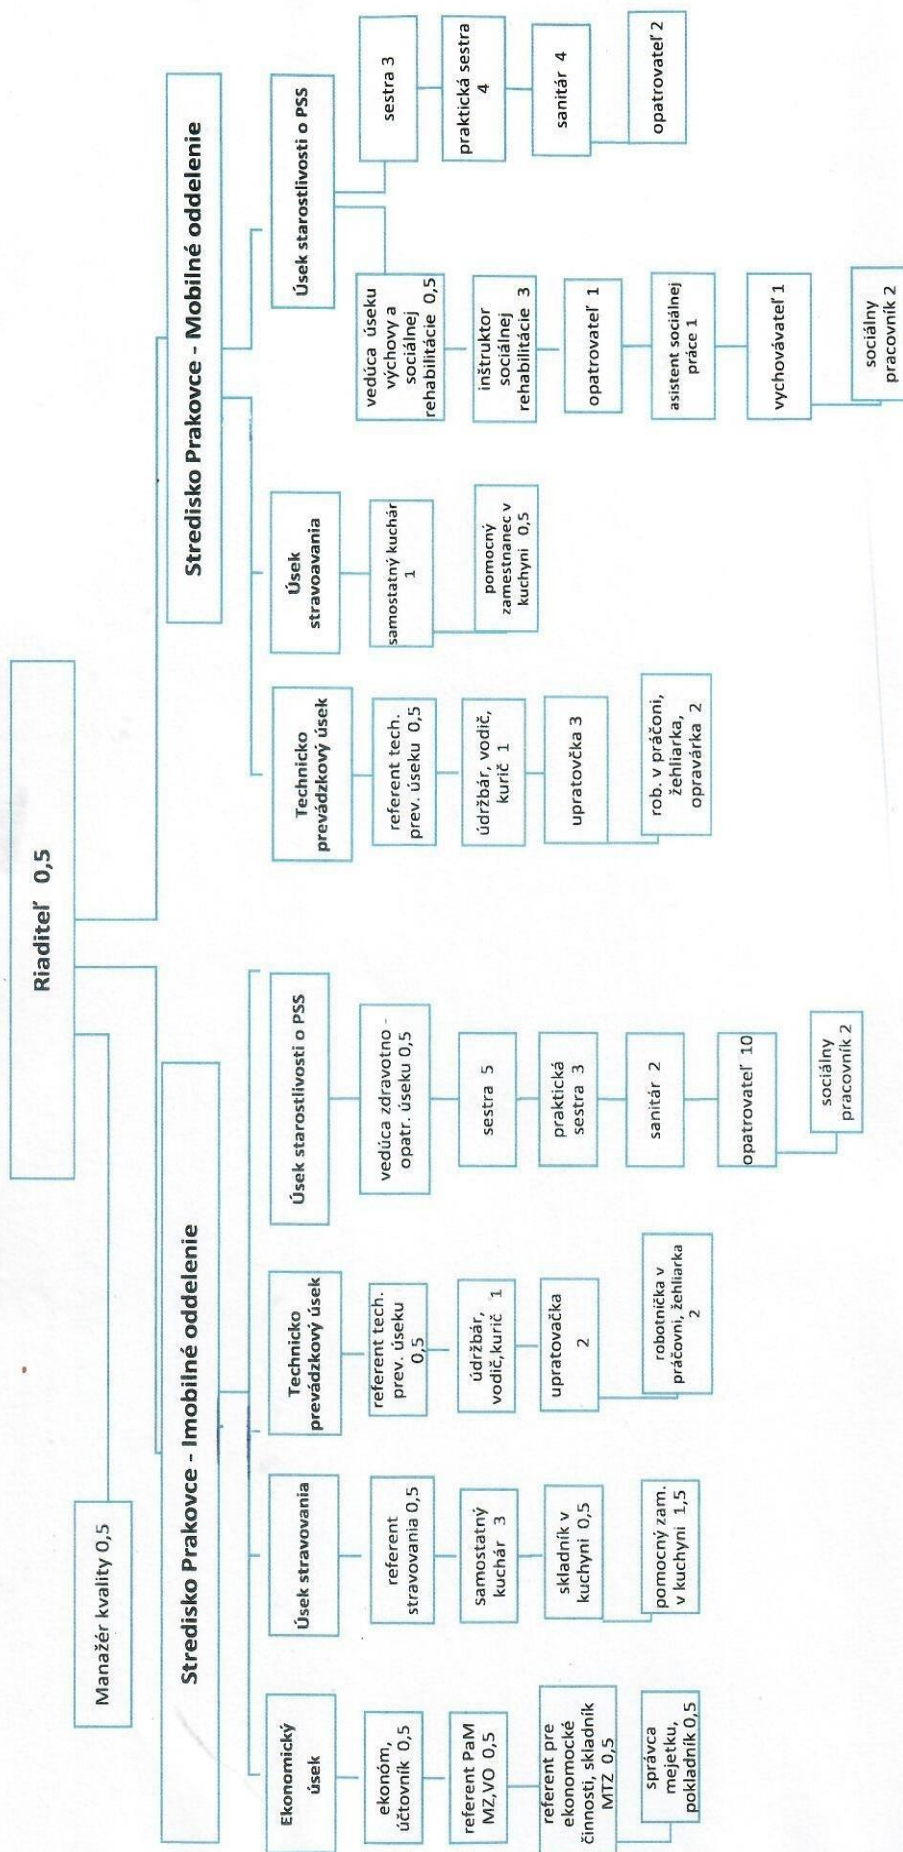 Riaditeľ 0,5
Manažér kvality 0,5
Stredisko Prakovce - Imobilné oddelenie
Ekonomický
úsek
ekonóm,
účtovník 0,5
referent PaM
MZ,VO 0,5
referent pre
ekonomocké
činnosti, skladník
MTZ 0,5
správca
mejetku,
pokladník 0,5
Úsek stravovania
referent
stravovania 0,5
samostatný
kuchár 3
skladník v
kuchyni 0,5
pomocný zam.
v kuchyni 1,5
Technicko
prevádzkový úsek
referent tech.
prev. úseku
0,5
údržbár,
vodič,kurič 1
upratovačka
2
robotnička v
práčovni, žehliarka
2
Úsek starostlivosti o PSS
vedúca zdravotno -
opatr. úseku 0,5
sestra 5
praktická
sestra 3
sanitár 2
opatrovateľ 10
sociálny
pracovník 2
Stredisko Prakovce - Mobilné oddelenie
Technicko
prevádzkový úsek
referent tech.
prev. úseku 0,5
údržbár, vodič,
kurič 1
upratovčka 3
rob. v práčoni,
žehliarka,
opravárka 2
Úsek
stravoavania
samostatný kuchár
1
pomocný
zamestnanec v
kuchyni 0,5
Úsek starostlivosti o PSS
vedúca úseku
výchovy a
sociálnej
rehabilitácie 0,5
inštruktor
sociálnej
rehabilitácie 3
opatrovateľ 1
asistent sociálnej
práce 1
vychovávateľ 1
sociálny
pracovník 2
sestra 3
praktická sestra
4
sanitár 4
opatrovateľ 2